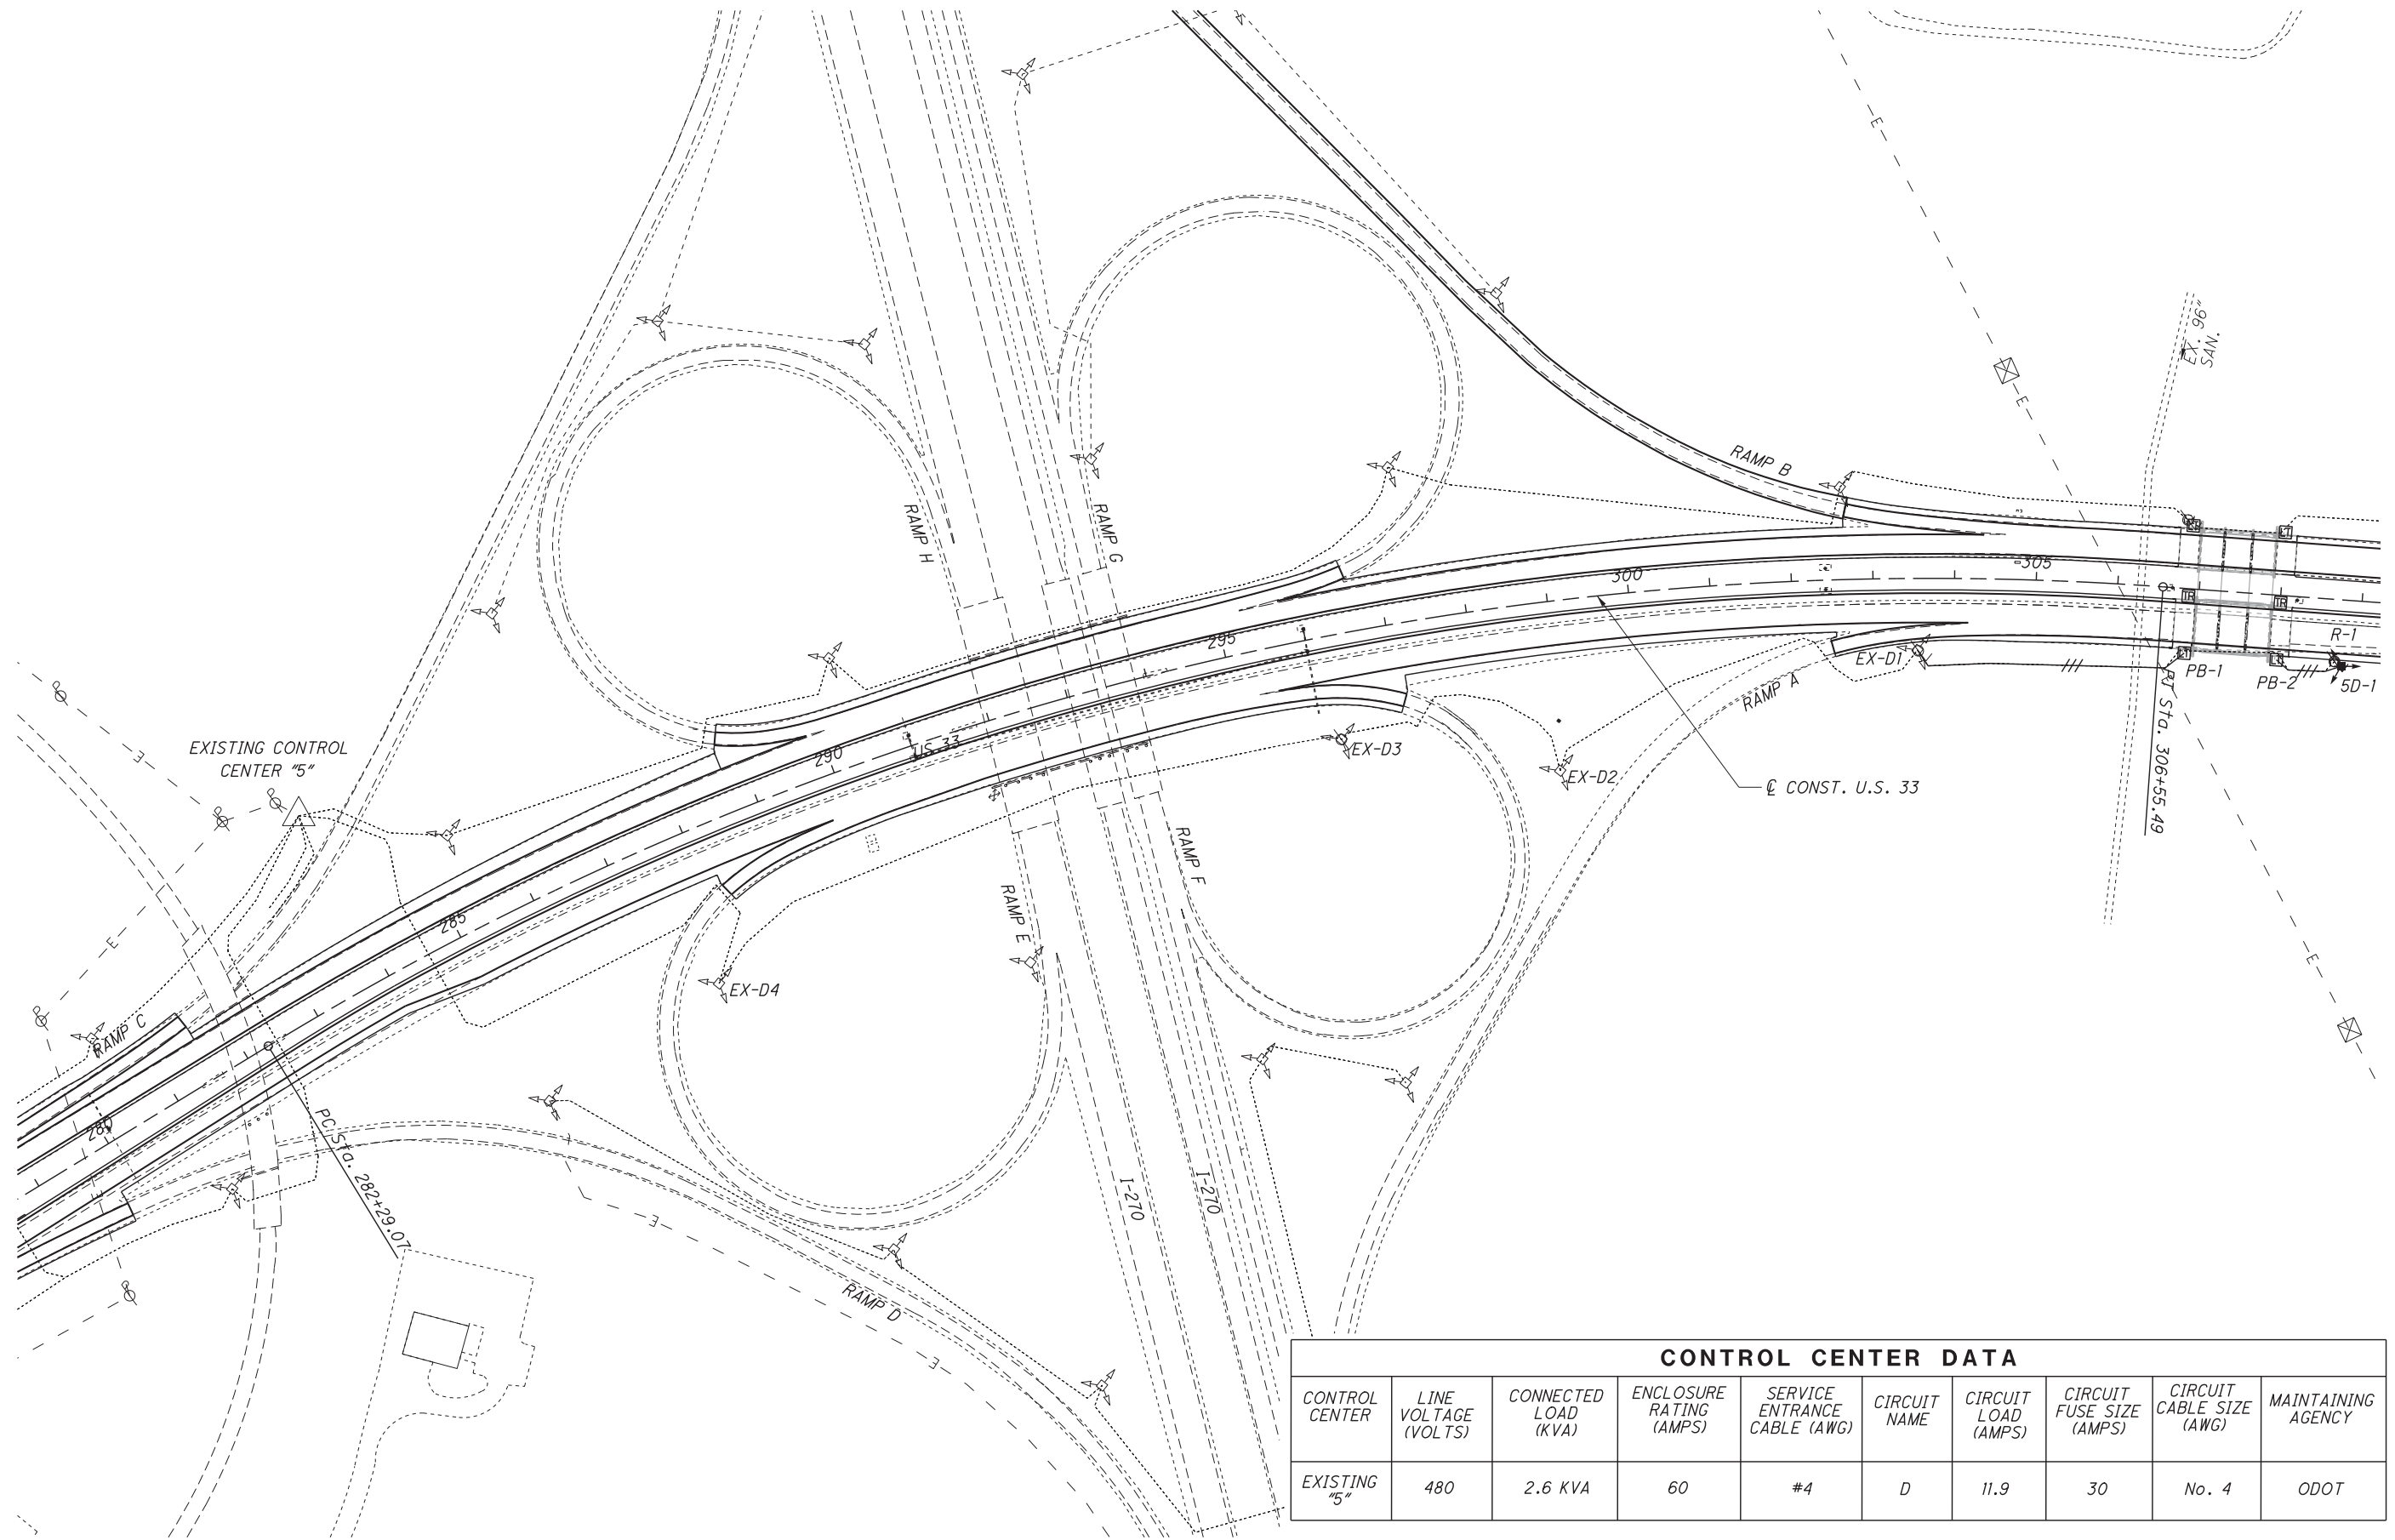 EX. 96"
SAN.
E
E
E
E
E
E
E
E
E
E
RAMP B
RAMP H
RAMP G
300
305
295
290
285
280
US 33
R-1
PB-1
PB-2
5D-1
EX-D1
RAMP A
EX-D2
EX-D3
EX-D4
EXISTING CONTROL
CENTER "5"
℄ CONST. U.S. 33
PT Sta. 306+55.49
RAMP F
RAMP E
RAMP C
PC Sta. 282+29.07
I-270
I-270
RAMP D
CONTROL CENTER DATA
CONTROL CENTER
LINE VOLTAGE (VOLTS)
CONNECTED LOAD (KVA)
ENCLOSURE RATING (AMPS)
SERVICE ENTRANCE CABLE (AWG)
CIRCUIT NAME
CIRCUIT LOAD (AMPS)
CIRCUIT FUSE SIZE (AMPS)
CIRCUIT CABLE SIZE (AWG)
MAINTAINING AGENCY
EXISTING "5"
480
2.6 KVA
60
#4
D
11.9
30
No. 4
ODOT